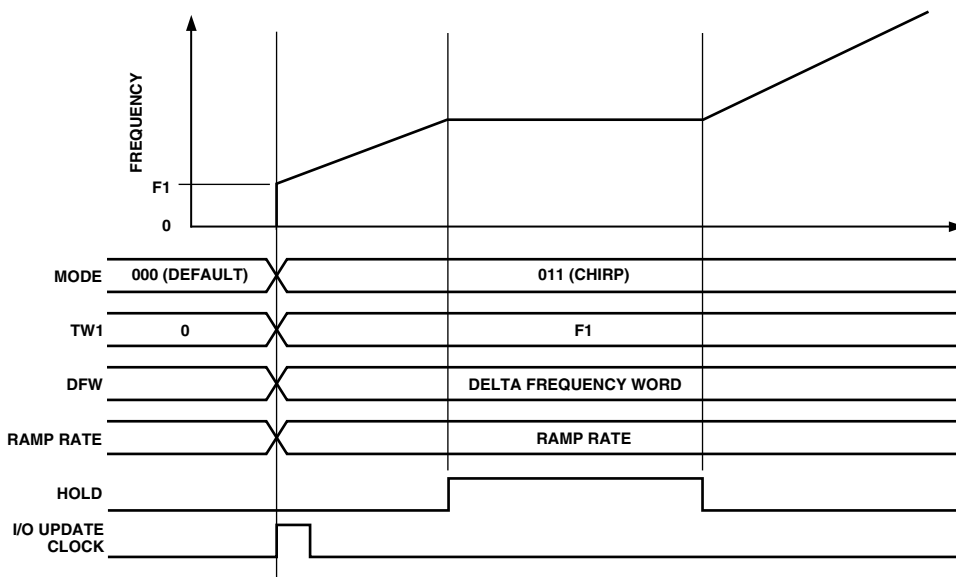 FREQUENCY
F1
0
MODE 000 (DEFAULT) 011 (CHIRP)
TW1 0 F1
DFW DELTA FREQUENCY WORD
RAMP RATE RAMP RATE
HOLD
I/O UPDATE
CLOCK